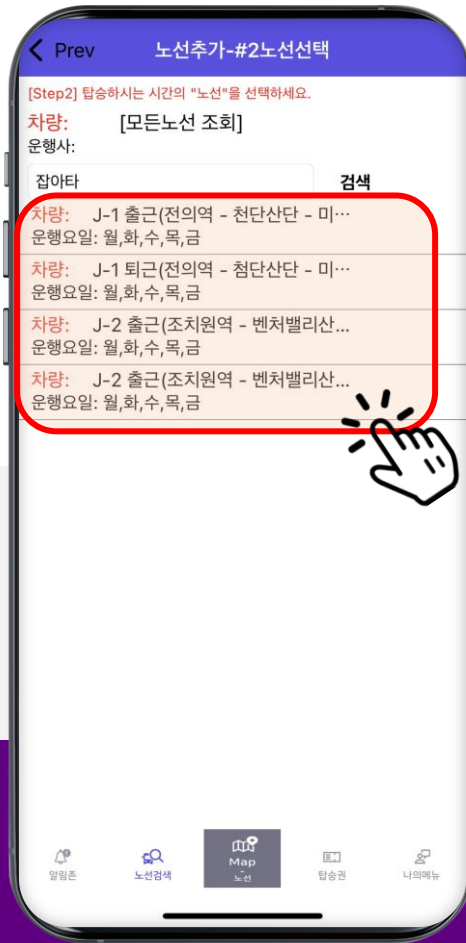 Prev 노선추가-#2노선선택
[Step2] 탑승하시는 시간의 "노선"을 선택하세요.
차량: [모든노선 조회]
운행사:
잡아타 검색
차량: J-1 출근(전의역 - 천단산단 - 미…
운행요일: 월,화,수,목,금
차량: J-1 퇴근(전의역 - 첨단산단 - 미…
운행요일: 월,화,수,목,금
차량: J-2 출근(조치원역 - 벤처밸리산...
운행요일: 월,화,수,목,금
차량: J-2 출근(조치원역 - 벤처밸리산...
운행요일: 월,화,수,목,금
알림존 노선검색 Map - 노선 탑승권 나의메뉴